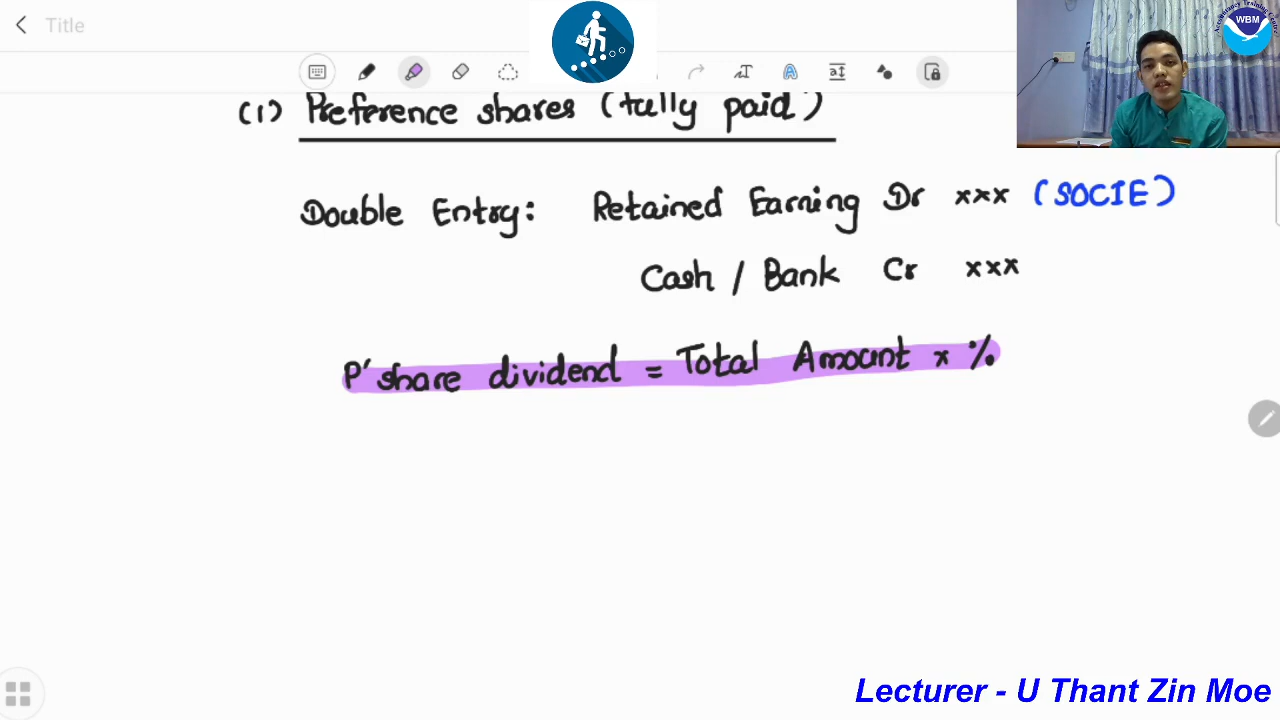 Title
WBM
(1) Preference shares (fully paid)
Double Entry: Retained Earning Dr xxx (SOCIE)
Cash / Bank Cr xxx
P' share dividend = Total Amount x %
Lecturer - U Thant Zin Moe